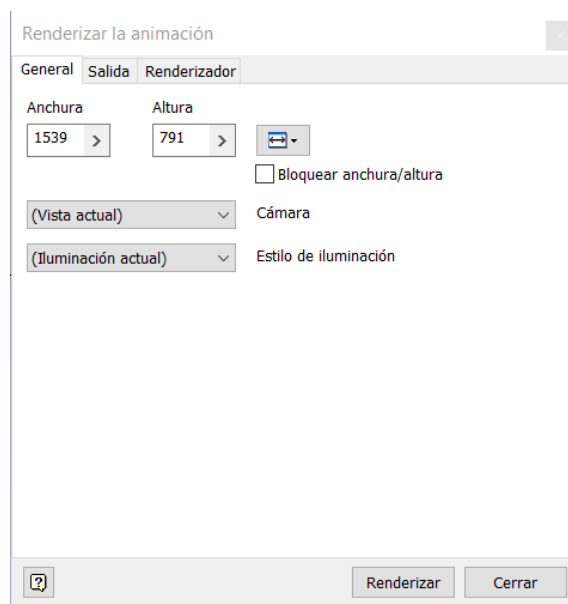 Renderizar la animación
General Salida Renderizador
Anchura Altura
1539 791
Bloquear anchura/altura
(Vista actual) Cámara
(Iluminación actual) Estilo de iluminación
Renderizar Cerrar